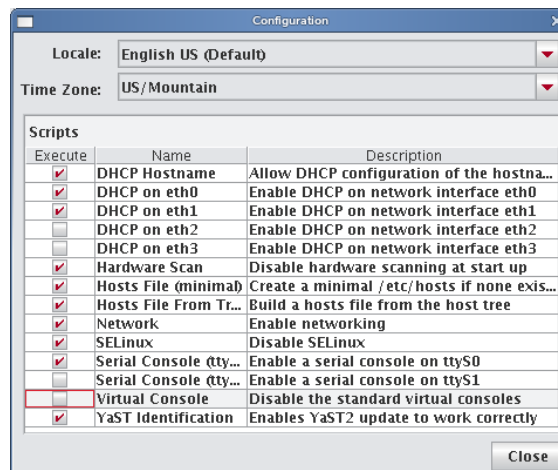 Configuration
Locale: English US (Default)
Time Zone: US/Mountain
Scripts
Execute Name Description
DHCP Hostname Allow DHCP configuration of the hostna...
DHCP on eth0 Enable DHCP on network interface eth0
DHCP on eth1 Enable DHCP on network interface eth1
DHCP on eth2 Enable DHCP on network interface eth2
DHCP on eth3 Enable DHCP on network interface eth3
Hardware Scan Disable hardware scanning at start up
Hosts File (minimal) Create a minimal /etc/hosts if none exis...
Hosts File From Tr... Build a hosts file from the host tree
Network Enable networking
SELinux Disable SELinux
Serial Console (tty... Enable a serial console on ttyS0
Serial Console (tty... Enable a serial console on ttyS1
Virtual Console Disable the standard virtual consoles
YaST Identification Enables YaST2 update to work correctly
Close